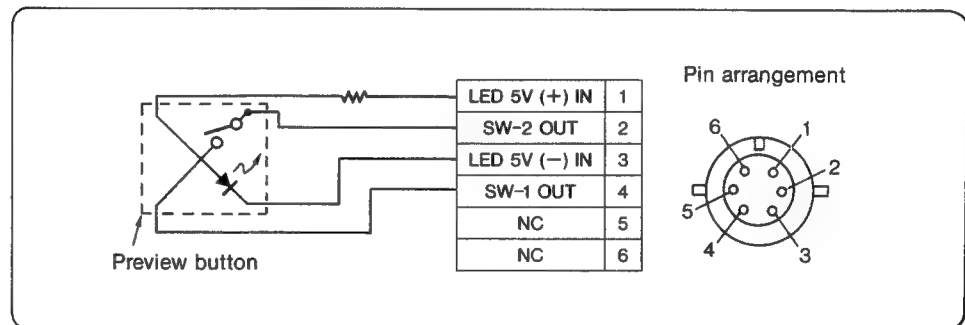 LED 5V (+) IN 1
SW-2 OUT 2
LED 5V (−) IN 3
SW-1 OUT 4
NC 5
NC 6
Preview button
Pin arrangement
6 1
2
5
4 3